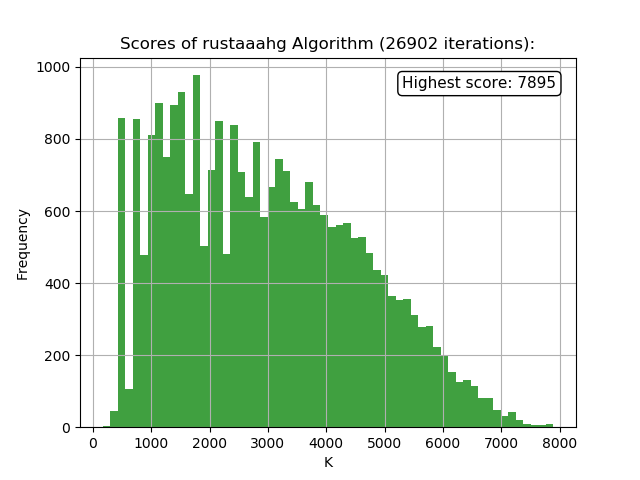 Scores of rustaaahg Algorithm (26902 iterations):
Highest score: 7895
Frequency
1000
800
600
400
200
0
0 1000 2000 3000 4000 5000 6000 7000 8000
K